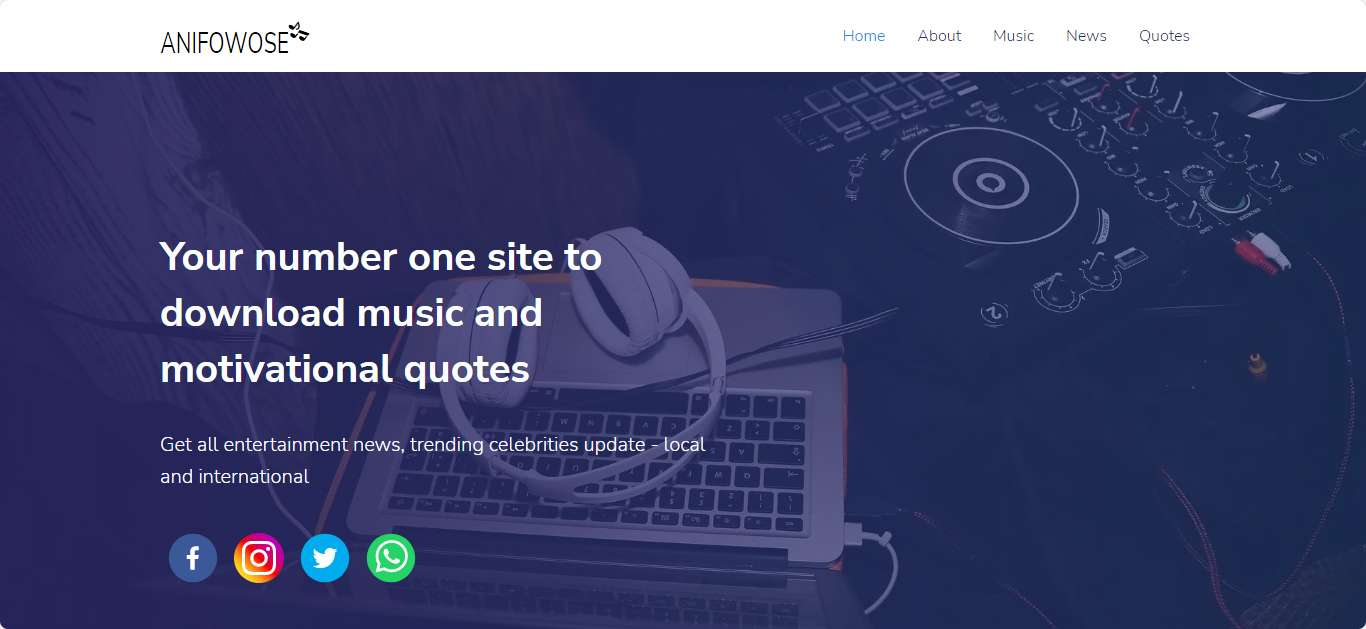 ANIFOWOSE
Home About Music News Quotes
Your number one site to
download music and
motivational quotes
Get all entertainment news, trending celebrities update - local
and international